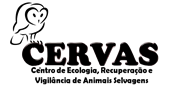 CERVAS
Centro de Ecologia, Recuperação e
Vigilância de Animais Selvagens